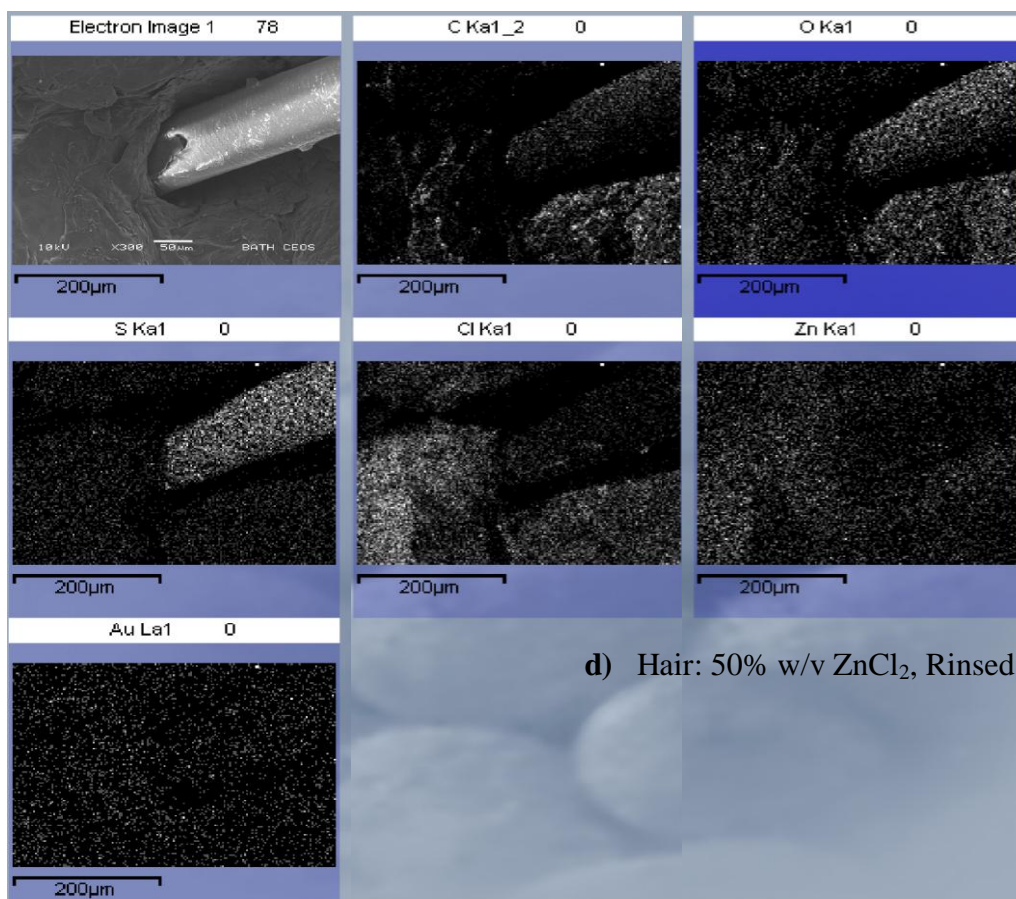 Electron Image 1 78
C Ka1_2 0
O Ka1 0
10kV X300 50µm BATH CEOS
200µm
200µm
200µm
S Ka1 0
Cl Ka1 0
Zn Ka1 0
200µm
200µm
200µm
Au La1 0
d) Hair: 50% w/v ZnCl₂, Rinsed
200µm